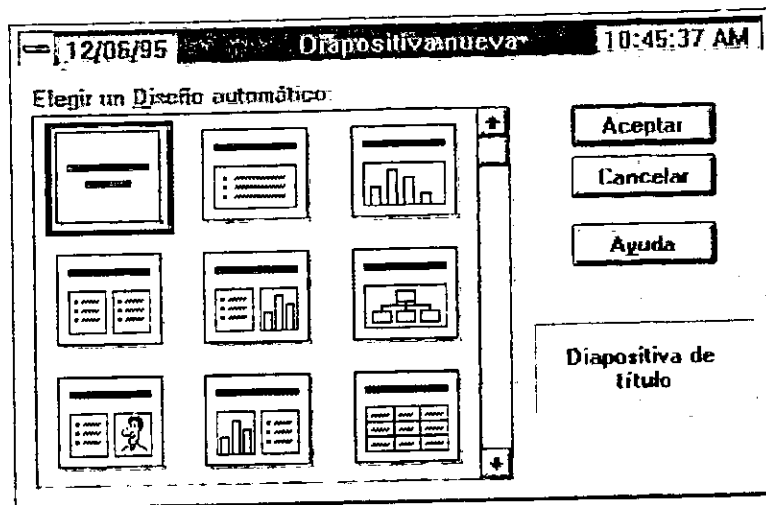 12/06/95 Diapositiva nueva 10:45:37 AM
Elegir un Diseño automático:
Aceptar
Cancelar
Ayuda
Diapositiva de
título